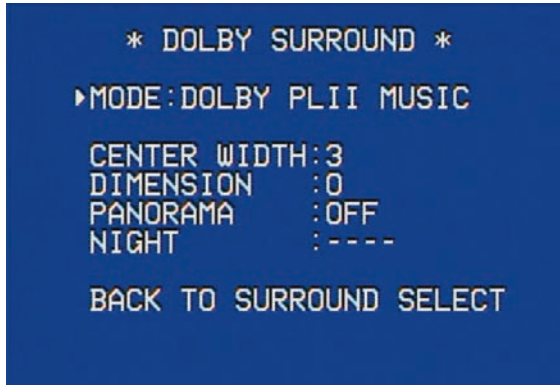 * DOLBY SURROUND *
▸MODE:DOLBY PLII MUSIC
CENTER WIDTH:3
DIMENSION :0
PANORAMA :OFF
NIGHT :----
BACK TO SURROUND SELECT